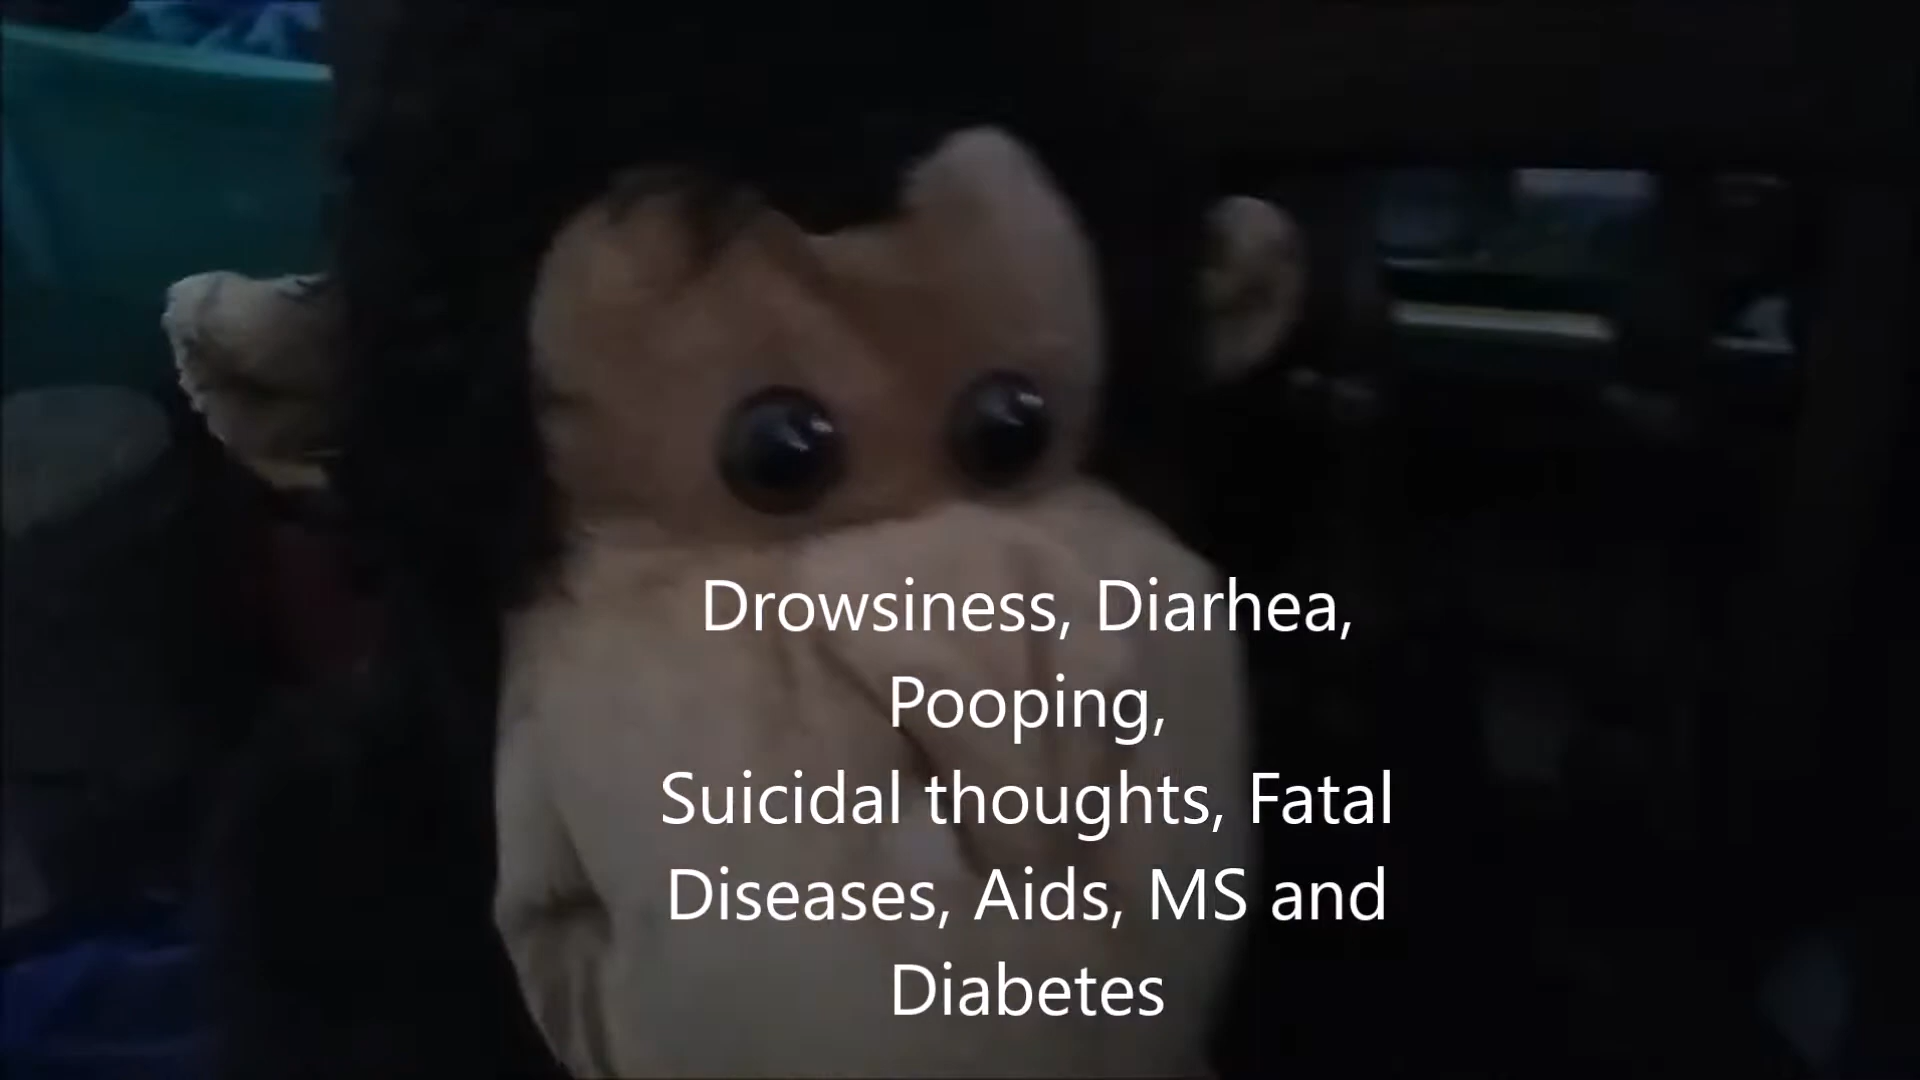 Drowsiness, Diarhea,
Pooping,
Suicidal thoughts, Fatal
Diseases, Aids, MS and
Diabetes